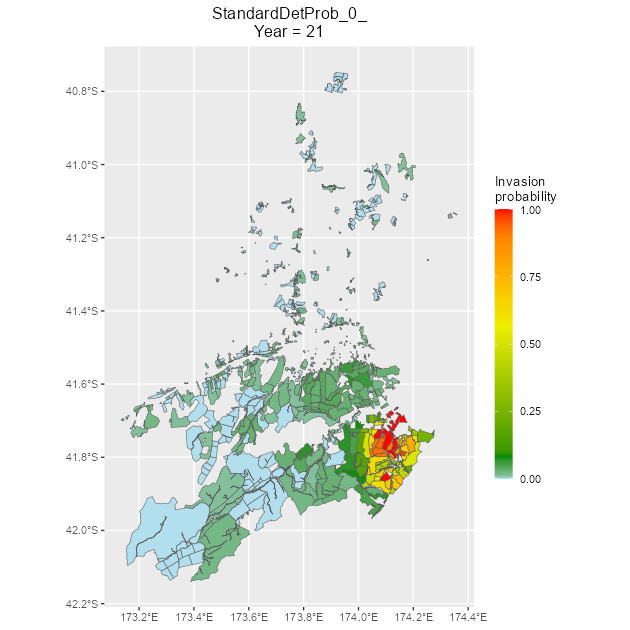 StandardDetProb_0_
Year = 21
40.8°S
41.0°S
41.2°S
41.4°S
41.6°S
41.8°S
42.0°S
42.2°S
173.2°E 173.4°E 173.6°E 173.8°E 174.0°E 174.2°E 174.4°E
Invasion
probability
1.00
0.75
0.50
0.25
0.00